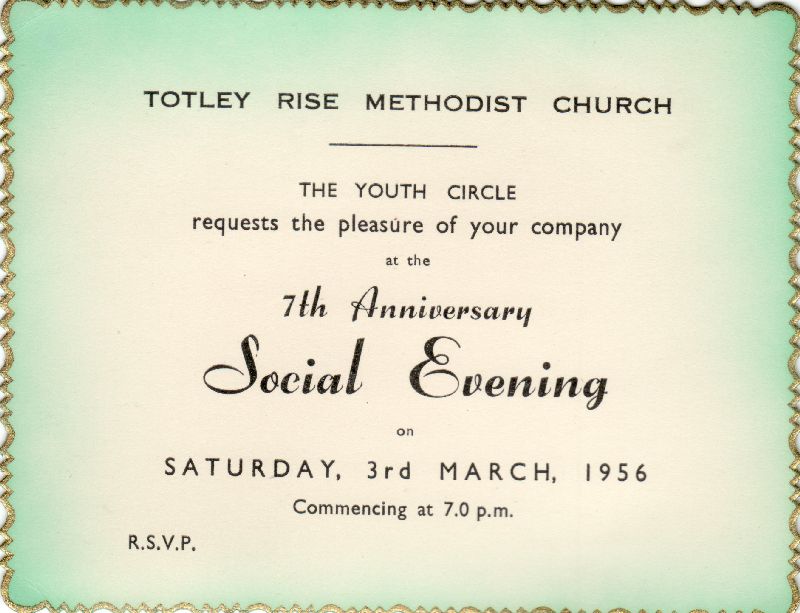 TOTLEY RISE METHODIST CHURCH
THE YOUTH CIRCLE
requests the pleasure of your company
at the
7th Anniversary
Social Evening
on
SATURDAY, 3rd MARCH, 1956
Commencing at 7.0 p.m.
R.S.V.P.